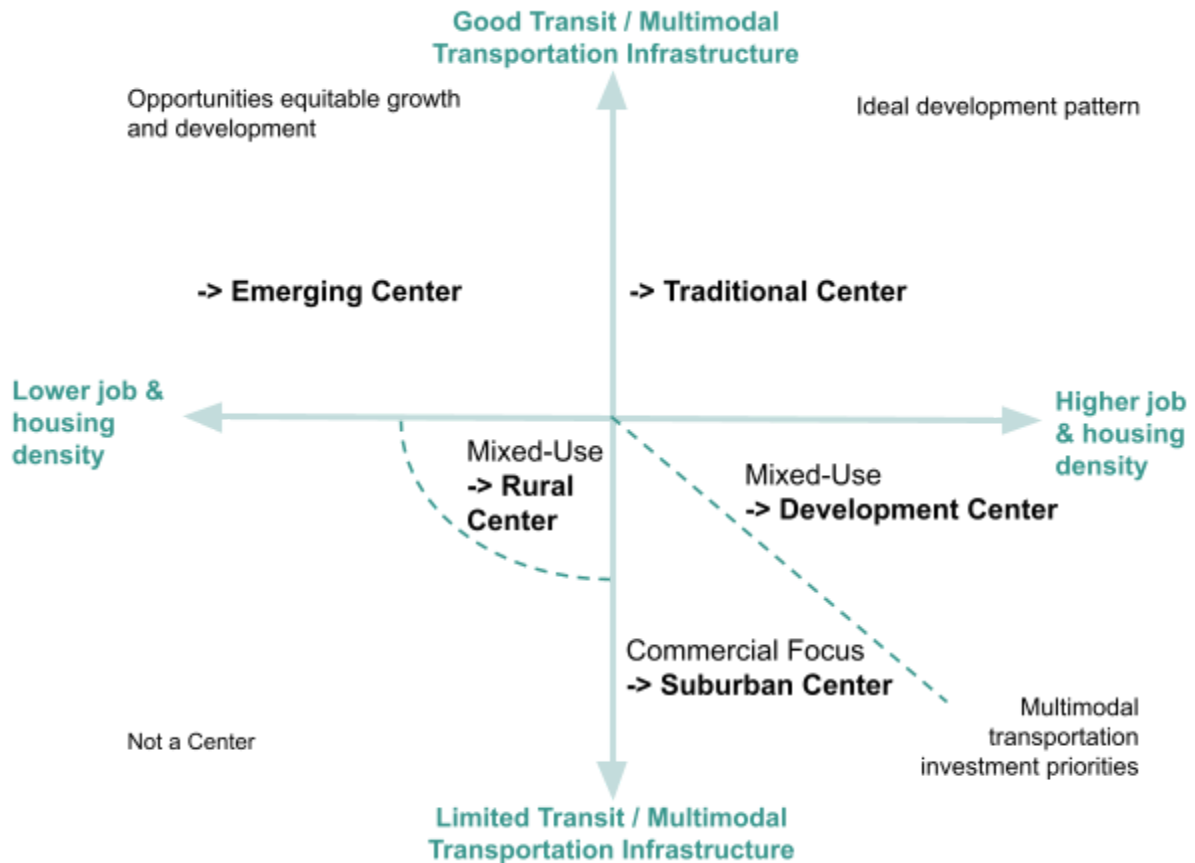 Good Transit / Multimodal
Transportation Infrastructure
Opportunities equitable growth
and development
Ideal development pattern
-> Emerging Center
-> Traditional Center
Lower job &
housing
density
Higher job
& housing
density
Mixed-Use
-> Rural
Center
Mixed-Use
-> Development Center
Commercial Focus
-> Suburban Center
Not a Center
Multimodal
transportation
investment priorities
Limited Transit / Multimodal
Transportation Infrastructure